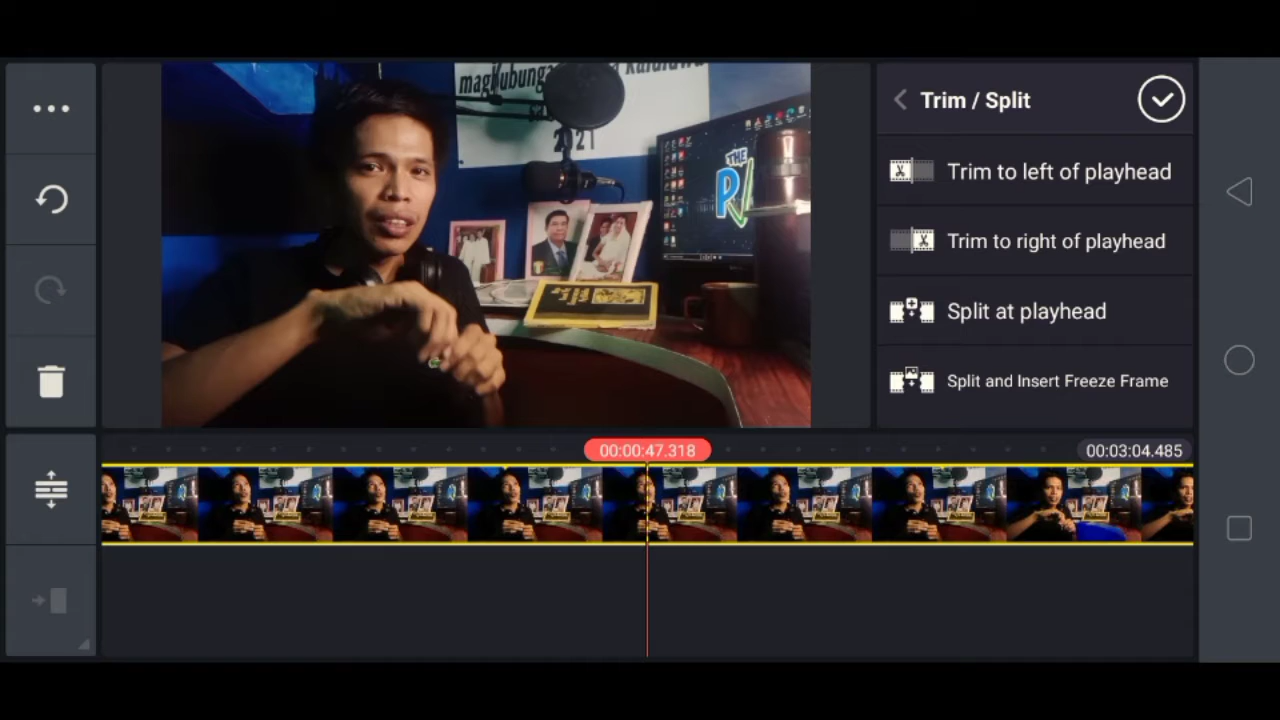 Trim / Split
Trim to left of playhead
Trim to right of playhead
Split at playhead
Split and Insert Freeze Frame
2021
THE
00:00:47.318
00:03:04.485